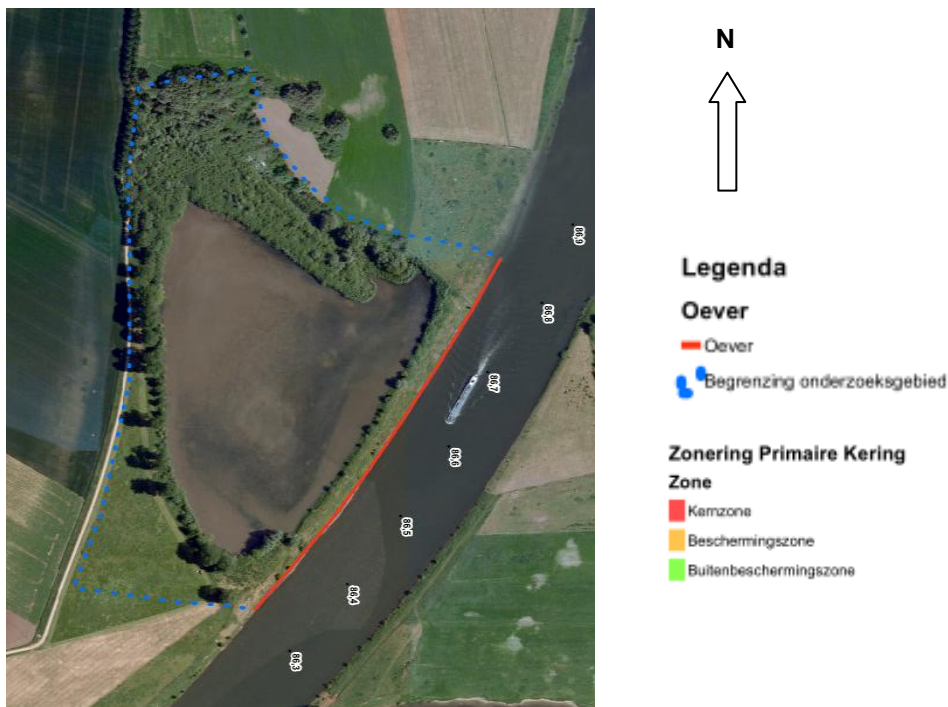 N
86,9
86,8
86,7
86,6
86,5
86,4
86,3
Legenda
Oever
Oever
Begrenzing onderzoeksgebied
Zonering Primaire Kering
Zone
Kernzone
Beschermingszone
Buitenbeschermingszone